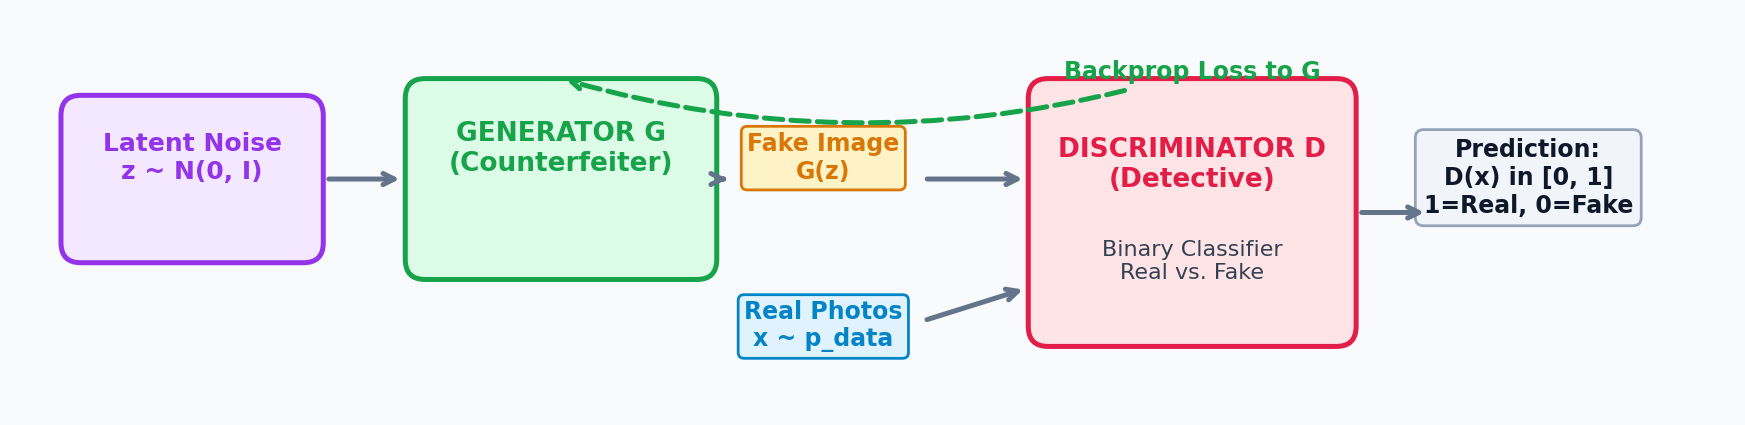 Backprop Loss to G
Latent Noise
z ~ N(0, I)
GENERATOR G
(Counterfeiter)
Fake Image
G(z)
Real Photos
x ~ p_data
DISCRIMINATOR D
(Detective)
Binary Classifier
Real vs. Fake
Prediction:
D(x) in [0, 1]
1=Real, 0=Fake